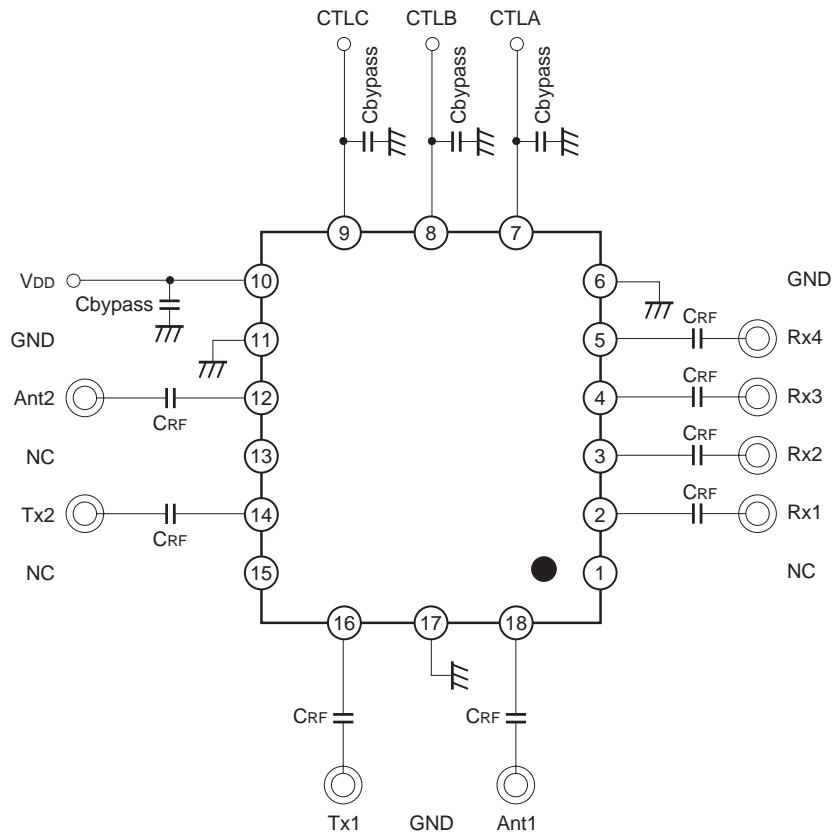 CTLC CTLB CTLA
Cbypass Cbypass Cbypass
9 8 7
VDD 10 6 GND
Cbypass
GND 11 5 CRF Rx4
Ant2 CRF 12 4 CRF Rx3
NC 13 3 CRF Rx2
Tx2 CRF 14 2 CRF Rx1
NC 15 1 NC
16 17 18
CRF CRF
Tx1 GND Ant1